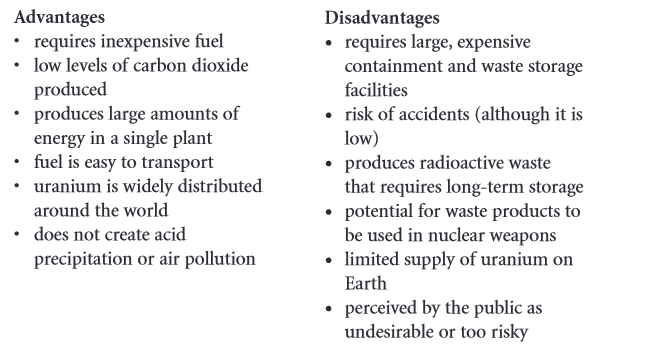 Advantages
• requires inexpensive fuel
• low levels of carbon dioxide
produced
• produces large amounts of
energy in a single plant
• fuel is easy to transport
• uranium is widely distributed
around the world
• does not create acid
precipitation or air pollution
Disadvantages
• requires large, expensive
containment and waste storage
facilities
• risk of accidents (although it is
low)
• produces radioactive waste
that requires long-term storage
• potential for waste products to
be used in nuclear weapons
• limited supply of uranium on
Earth
• perceived by the public as
undesirable or too risky